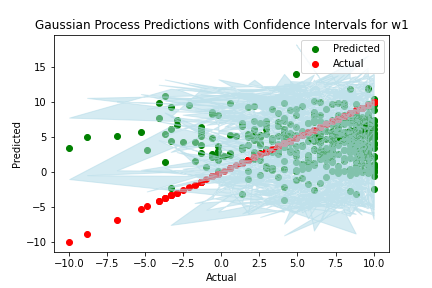 Gaussian Process Predictions with Confidence Intervals for w1
Predicted
Actual
15
10
5
0
−5
−10
Predicted
−10.0 −7.5 −5.0 −2.5 0.0 2.5 5.0 7.5 10.0
Actual